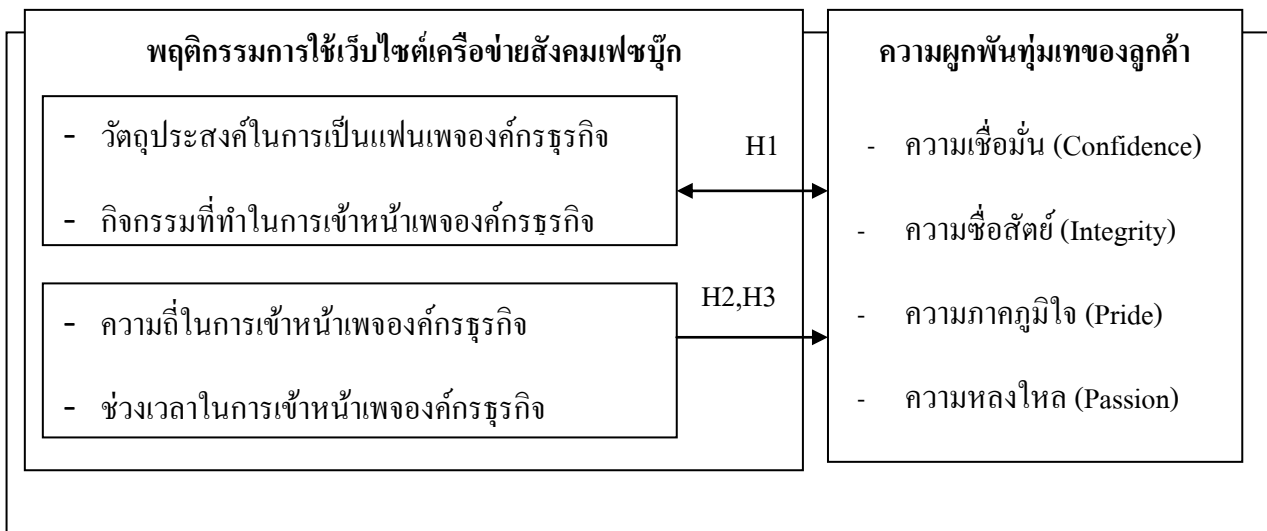 พฤติกรรมการใช้เว็บไซต์เครือข่ายสังคมเฟซบุ๊ก
- วัตถุประสงค์ในการเป็นแฟนเพจองค์กรธุรกิจ
- กิจกรรมที่ทำในการเข้าหน้าเพจองค์กรธุรกิจ
- ความถี่ในการเข้าหน้าเพจองค์กรธุรกิจ
- ช่วงเวลาในการเข้าหน้าเพจองค์กรธุรกิจ
H1
H2,H3
ความผูกพันทุ่มเทของลูกค้า
- ความเชื่อมั่น (Confidence)
- ความซื่อสัตย์ (Integrity)
- ความภาคภูมิใจ (Pride)
- ความหลงใหล (Passion)